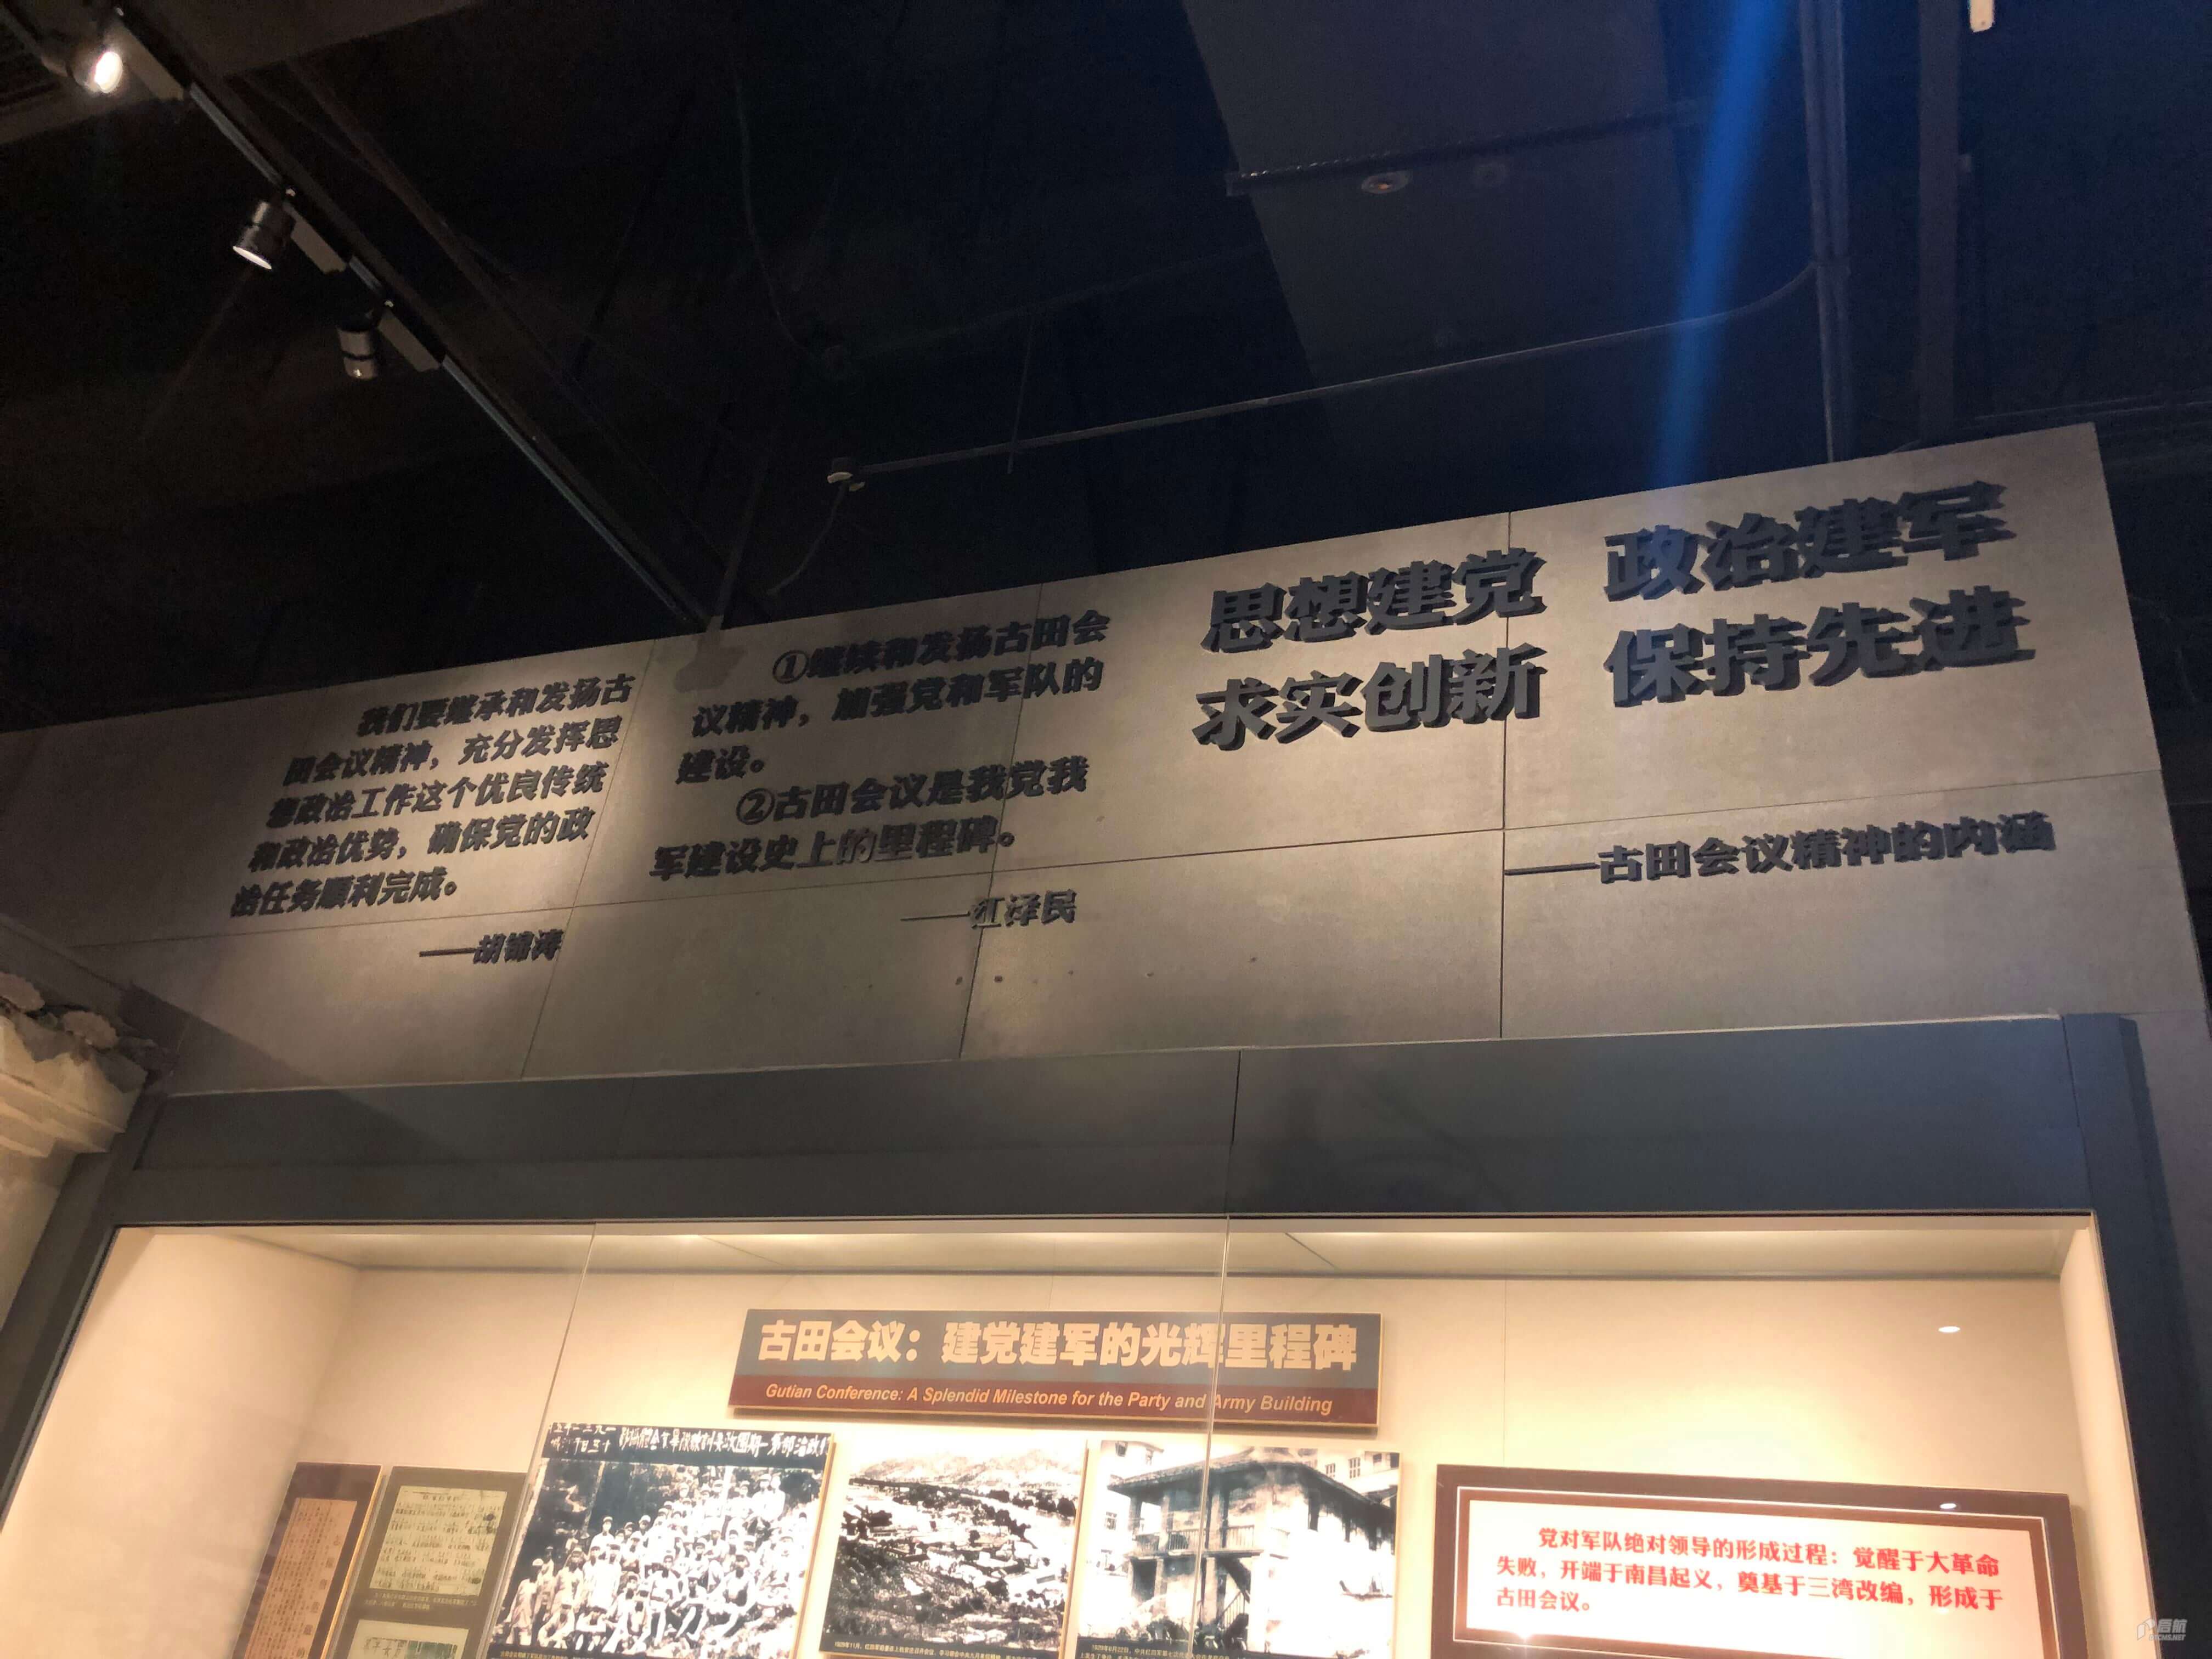 我们要继承和发扬古
田会议精神，充分发挥思
想政治工作这个优良传统
和政治优势，确保党的政
治任务顺利完成。
——胡锦涛
①继续和发扬古田会
议精神，加强党和军队的
建设。
②古田会议是我党我
军建设史上的里程碑。
——江泽民
思想建党 政治建军
求实创新 保持先进
——古田会议精神的内涵
古田会议：建党建军的光辉里程碑
Gutian Conference: A Splendid Milestone for the Party and Army Building
党对军队绝对领导的形成过程：觉醒于大革命
失败，开端于南昌起义，奠基于三湾改编，形成于
古田会议。
启航